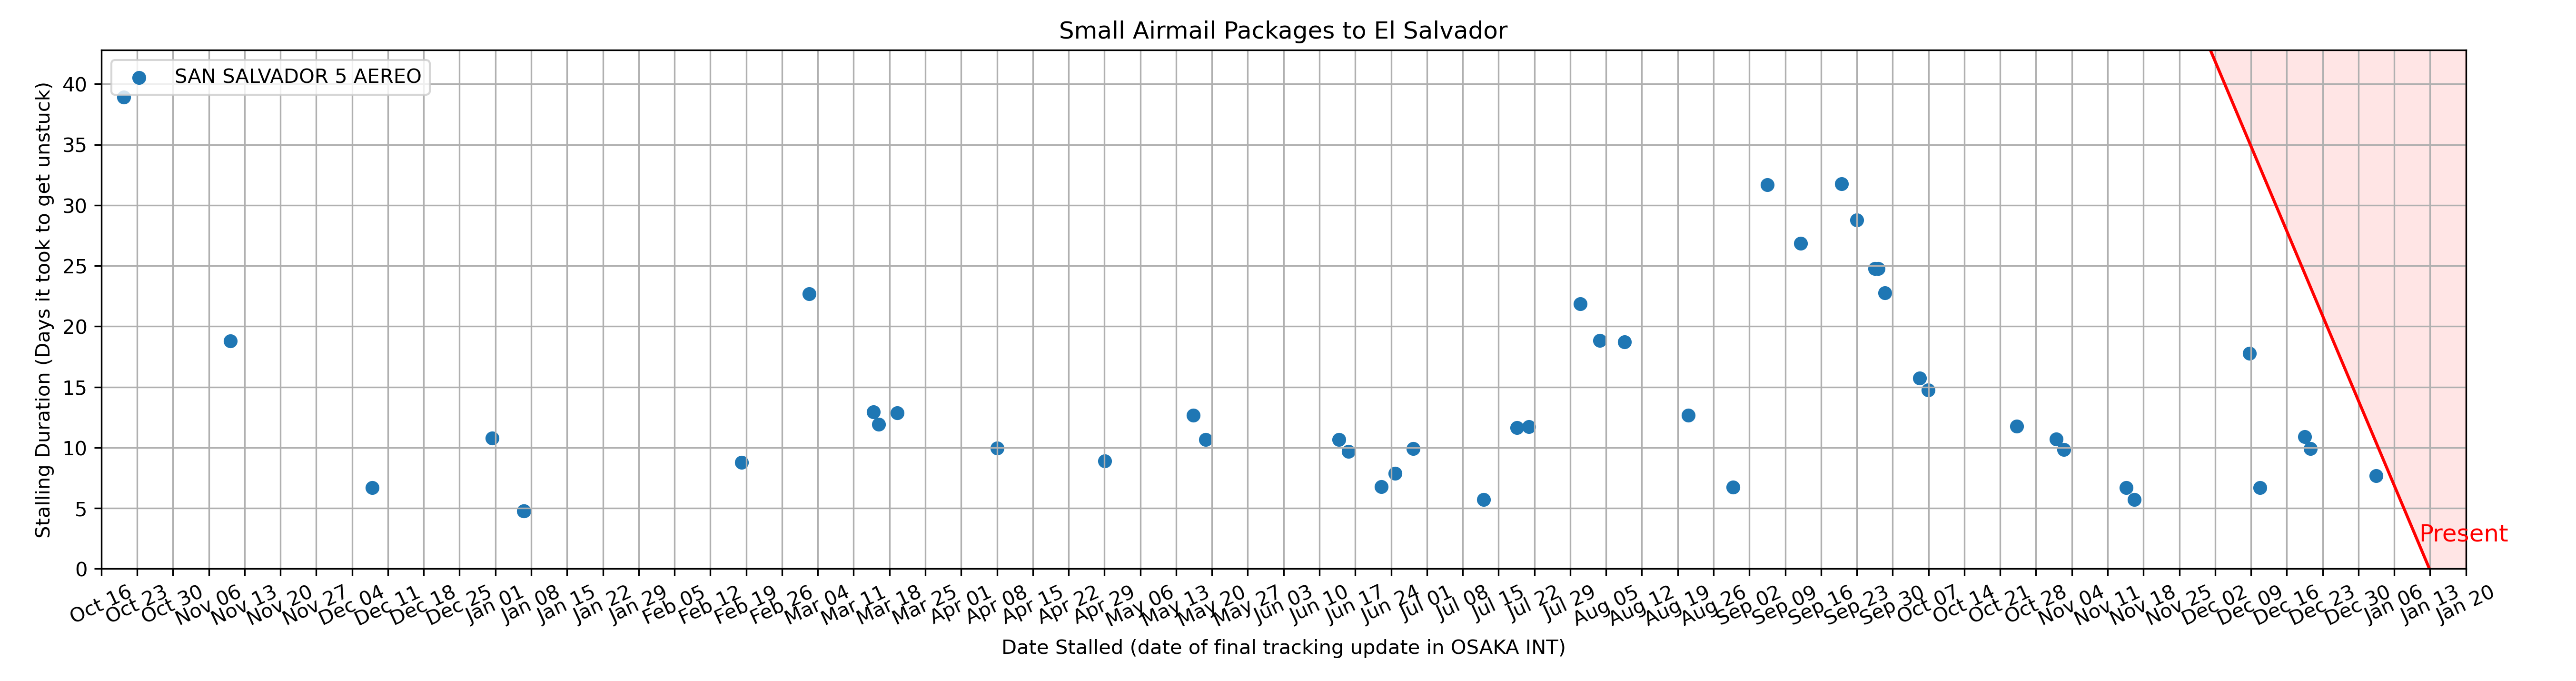 Small Airmail Packages to El Salvador
SAN SALVADOR 5 AEREO
Stalling Duration (Days it took to get unstuck)
40
35
30
25
20
15
10
5
0
Present
Oct 16
Oct 23
Oct 30
Nov 06
Nov 13
Nov 20
Nov 27
Dec 04
Dec 11
Dec 18
Dec 25
Jan 01
Jan 08
Jan 15
Jan 22
Jan 29
Feb 05
Feb 12
Feb 19
Feb 26
Mar 04
Mar 11
Mar 18
Mar 25
Apr 01
Apr 08
Apr 15
Apr 22
Apr 29
May 06
May 13
May 20
May 27
Jun 03
Jun 10
Jun 17
Jun 24
Jul 01
Jul 08
Jul 15
Jul 22
Jul 29
Aug 05
Aug 12
Aug 19
Aug 26
Sep 02
Sep 09
Sep 16
Sep 23
Sep 30
Oct 07
Oct 14
Oct 21
Oct 28
Nov 04
Nov 11
Nov 18
Nov 25
Dec 02
Dec 09
Dec 16
Dec 23
Dec 30
Jan 06
Jan 13
Jan 20
Date Stalled (date of final tracking update in OSAKA INT)